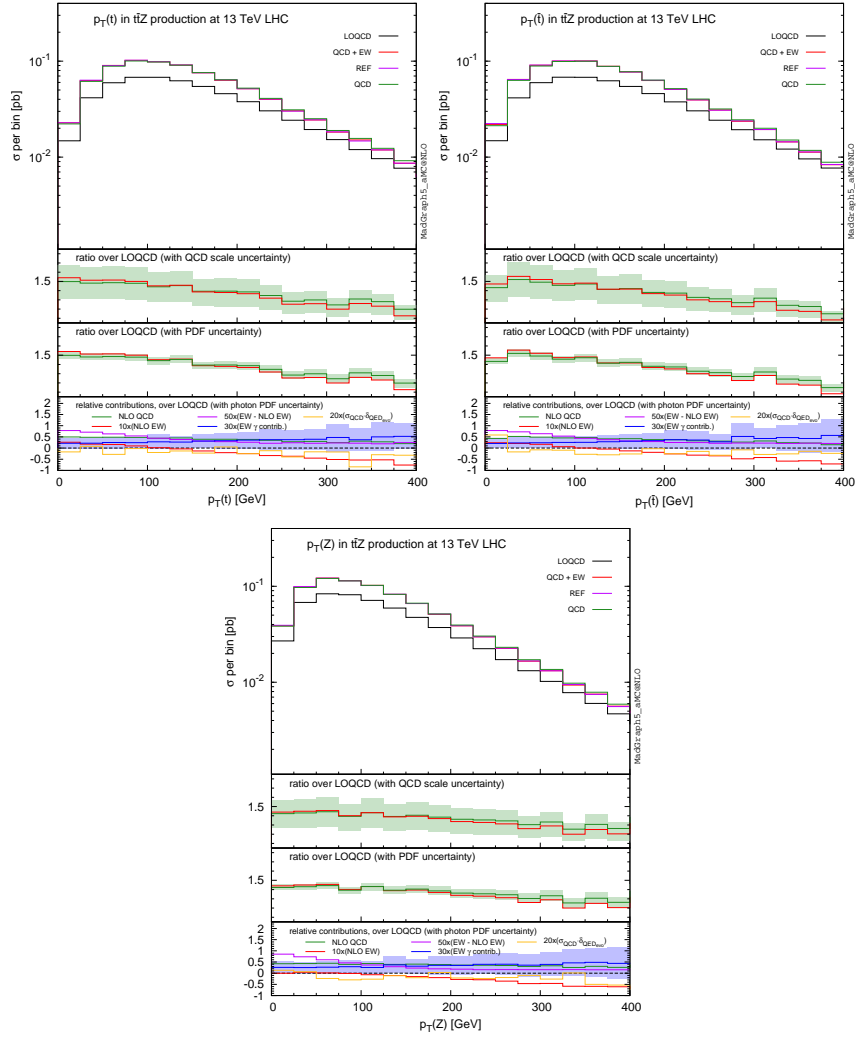 p_T(t) in tt̄Z production at 13 TeV LHC
LOQCD
QCD + EW
REF
QCD
σ per bin [pb]
10⁻¹
10⁻²
MadGraph5_aMC@NLO
ratio over LOQCD (with QCD scale uncertainty)
1.5
ratio over LOQCD (with PDF uncertainty)
1.5
relative contributions, over LOQCD (with photon PDF uncertainty)
NLO QCD 50x(EW - NLO EW) 20x(σ_QCD·δ_QED_evo)
10x(NLO EW) 30x(EW γ contrib.)
2
1.5
1
0.5
0
-0.5
-1
0 100 200 300 400
p_T(t) [GeV]
p_T(t̄) in tt̄Z production at 13 TeV LHC
LOQCD
QCD + EW
REF
QCD
σ per bin [pb]
10⁻¹
10⁻²
MadGraph5_aMC@NLO
ratio over LOQCD (with QCD scale uncertainty)
1.5
ratio over LOQCD (with PDF uncertainty)
1.5
relative contributions, over LOQCD (with photon PDF uncertainty)
NLO QCD 50x(EW - NLO EW) 20x(σ_QCD·δ_QED_evo)
10x(NLO EW) 30x(EW γ contrib.)
2
1.5
1
0.5
0
-0.5
-1
0 100 200 300 400
p_T(t̄) [GeV]
p_T(Z) in tt̄Z production at 13 TeV LHC
LOQCD
QCD + EW
REF
QCD
σ per bin [pb]
10⁻¹
10⁻²
MadGraph5_aMC@NLO
ratio over LOQCD (with QCD scale uncertainty)
1.5
ratio over LOQCD (with PDF uncertainty)
1.5
relative contributions, over LOQCD (with photon PDF uncertainty)
NLO QCD 50x(EW - NLO EW) 20x(σ_QCD·δ_QED_evo)
10x(NLO EW) 30x(EW γ contrib.)
2
1.5
1
0.5
0
-0.5
-1
0 100 200 300 400
p_T(Z) [GeV]